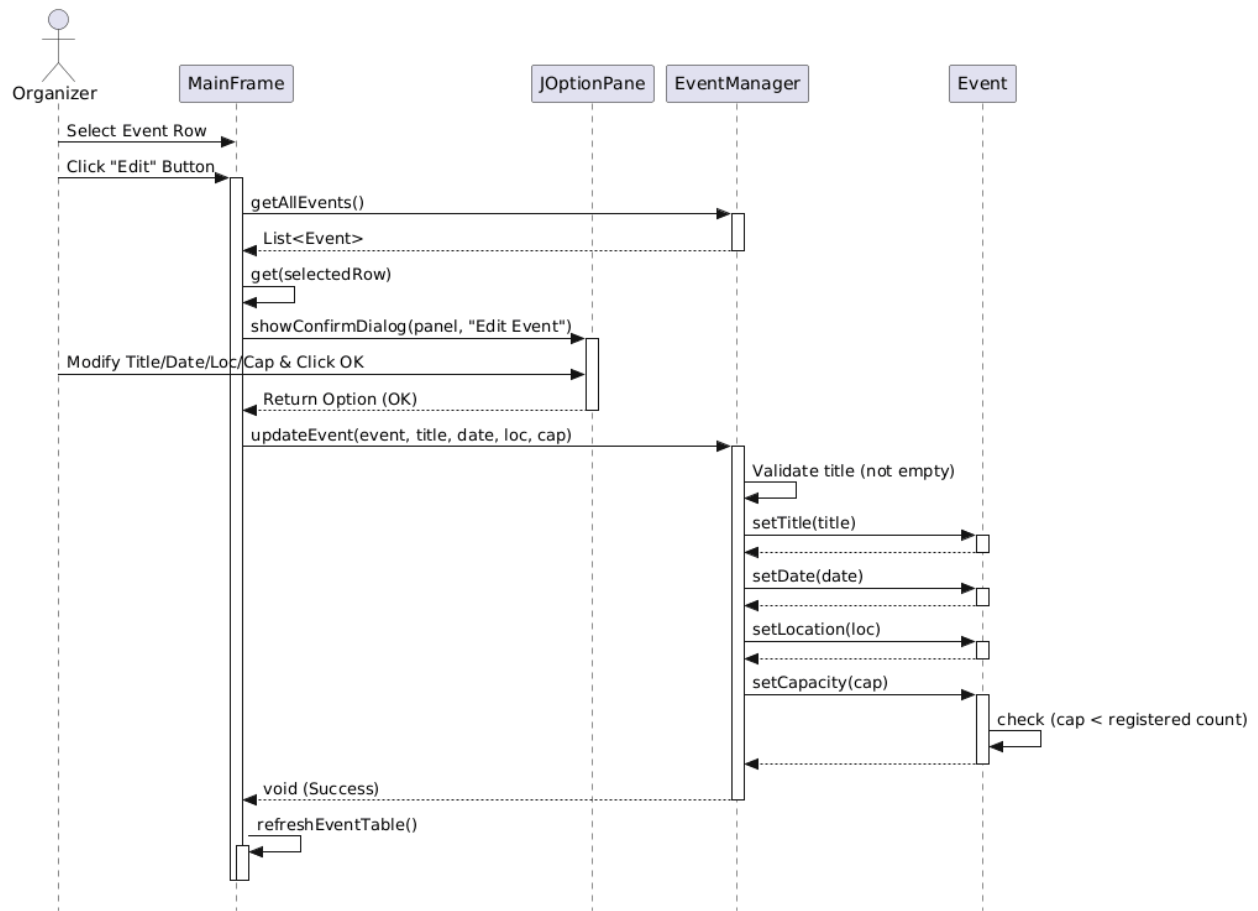 MainFrame
JOptionPane
EventManager
Event
Organizer
Select Event Row
Click "Edit" Button
getAllEvents()
List<Event>
get(selectedRow)
showConfirmDialog(panel, "Edit Event")
Modify Title/Date/Loc/Cap & Click OK
Return Option (OK)
updateEvent(event, title, date, loc, cap)
Validate title (not empty)
setTitle(title)
setDate(date)
setLocation(loc)
setCapacity(cap)
check (cap < registered count)
void (Success)
refreshEventTable()